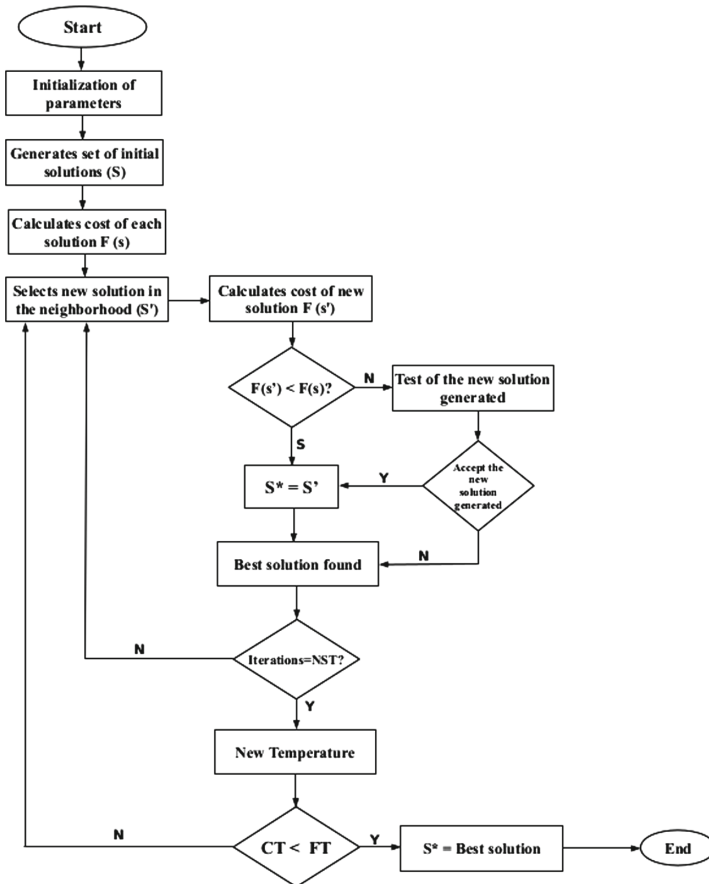 Start
Initialization of
parameters
Generates set of initial
solutions (S)
Calculates cost of each
solution F (s)
Selects new solution in
the neighborhood (S')
Calculates cost of new
solution F (s')
F(s’) < F(s)?
N
Test of the new solution
generated
S
Accept the
new
solution
generated
Y
S* = S’
N
Best solution found
Iterations=NST?
N
Y
New Temperature
CT < FT
N
Y
S* = Best solution
End